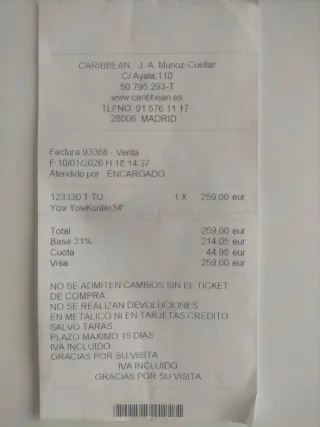 CARIBBEAN - J. A. Munoz-Cuellar
C/ Ayala 110
50.795.293-T
www.caribbean.es
TLFNO. 91 576 11 17
28006 MADRID
Factura 93368 - Venta
F 10/01/2026 H 18:14:37
Atendido por ENCARGADO
123330 T TU 1 X 259.00 eur
Yow YowKontiki34"
Total 259.00 eur
Base 21% 214.05 eur
Cuota 44.95 eur
Visa 259.00 eur
NO SE ADMITEN CAMBIOS SIN EL TICKET
DE COMPRA
NO SE REALIZAN DEVOLUCIONES
EN METALICO NI EN TARJETAS CREDITO
SALVO TARAS
PLAZO MAXIMO 15 DIAS
IVA INCLUIDO
GRACIAS POR SU VISITA
IVA INCLUIDO
GRACIAS POR SU VISITA